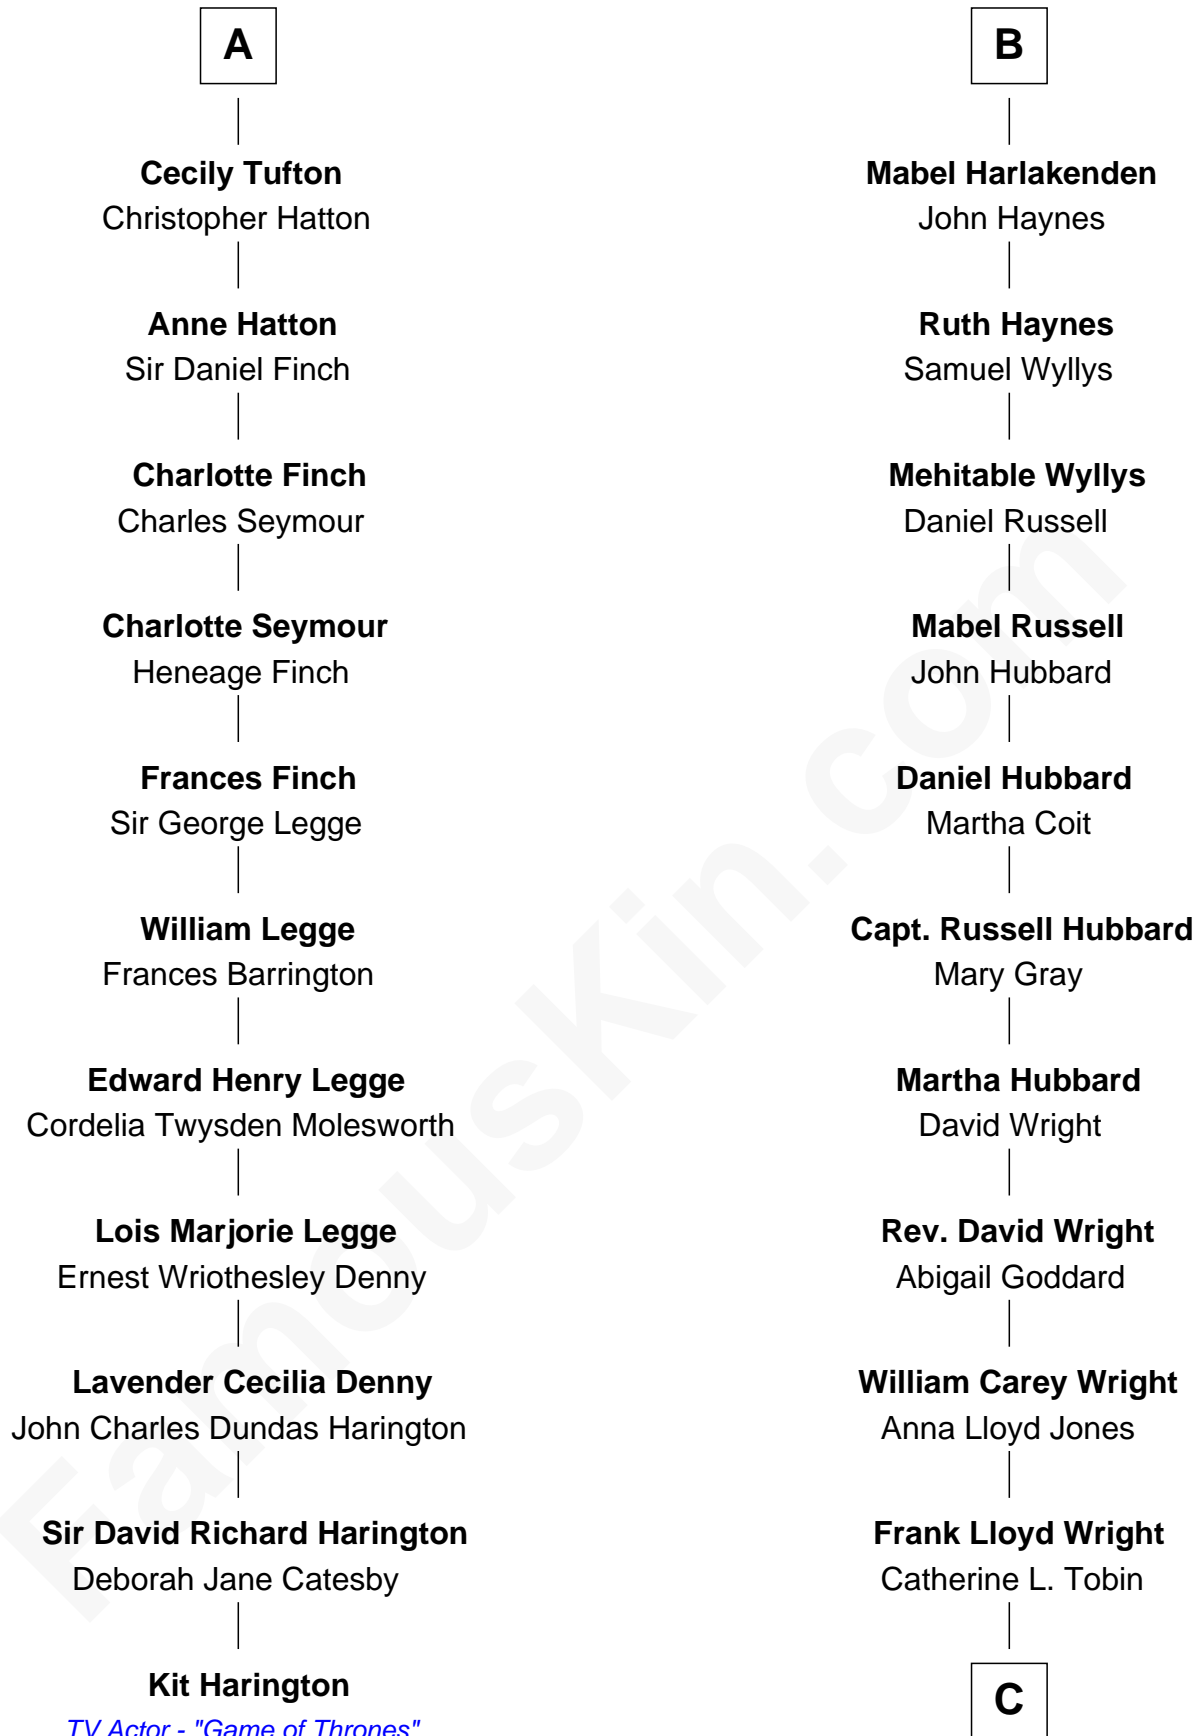 A
Cecily Tufton
Christopher Hatton
Anne Hatton
Sir Daniel Finch
Charlotte Finch
Charles Seymour
Charlotte Seymour
Heneage Finch
Frances Finch
Sir George Legge
William Legge
Frances Barrington
Edward Henry Legge
Cordelia Twysden Molesworth
Lois Marjorie Legge
Ernest Wriothesley Denny
Lavender Cecilia Denny
John Charles Dundas Harington
Sir David Richard Harington
Deborah Jane Catesby
Kit Harington
TV Actor - "Game of Thrones"
B
Mabel Harlakenden
John Haynes
Ruth Haynes
Samuel Wyllys
Mehitable Wyllys
Daniel Russell
Mabel Russell
John Hubbard
Daniel Hubbard
Martha Coit
Capt. Russell Hubbard
Mary Gray
Martha Hubbard
David Wright
Rev. David Wright
Abigail Goddard
William Carey Wright
Anna Lloyd Jones
Frank Lloyd Wright
Catherine L. Tobin
C
FamousKin.com